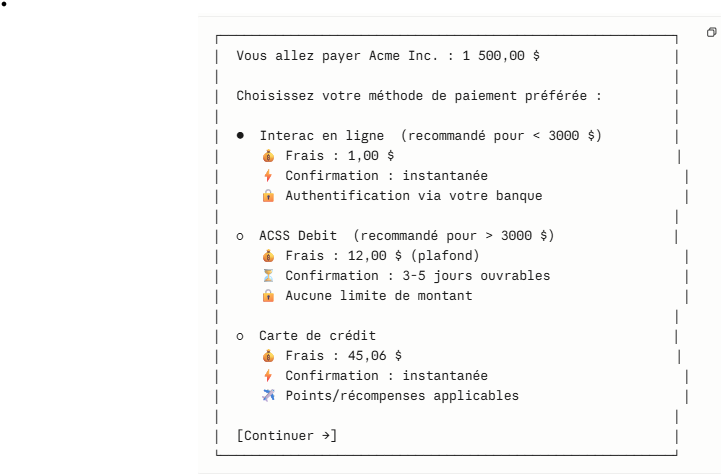 Vous allez payer Acme Inc. : 1 500,00 $
Choisissez votre méthode de paiement préférée :
● Interac en ligne (recommandé pour < 3000 $)
💰 Frais : 1,00 $
⚡ Confirmation : instantanée
🔒 Authentification via votre banque
○ ACSS Debit (recommandé pour > 3000 $)
💰 Frais : 12,00 $ (plafond)
⏳ Confirmation : 3-5 jours ouvrables
🔒 Aucune limite de montant
○ Carte de crédit
💰 Frais : 45,06 $
⚡ Confirmation : instantanée
✈️ Points/récompenses applicables
[Continuer →]